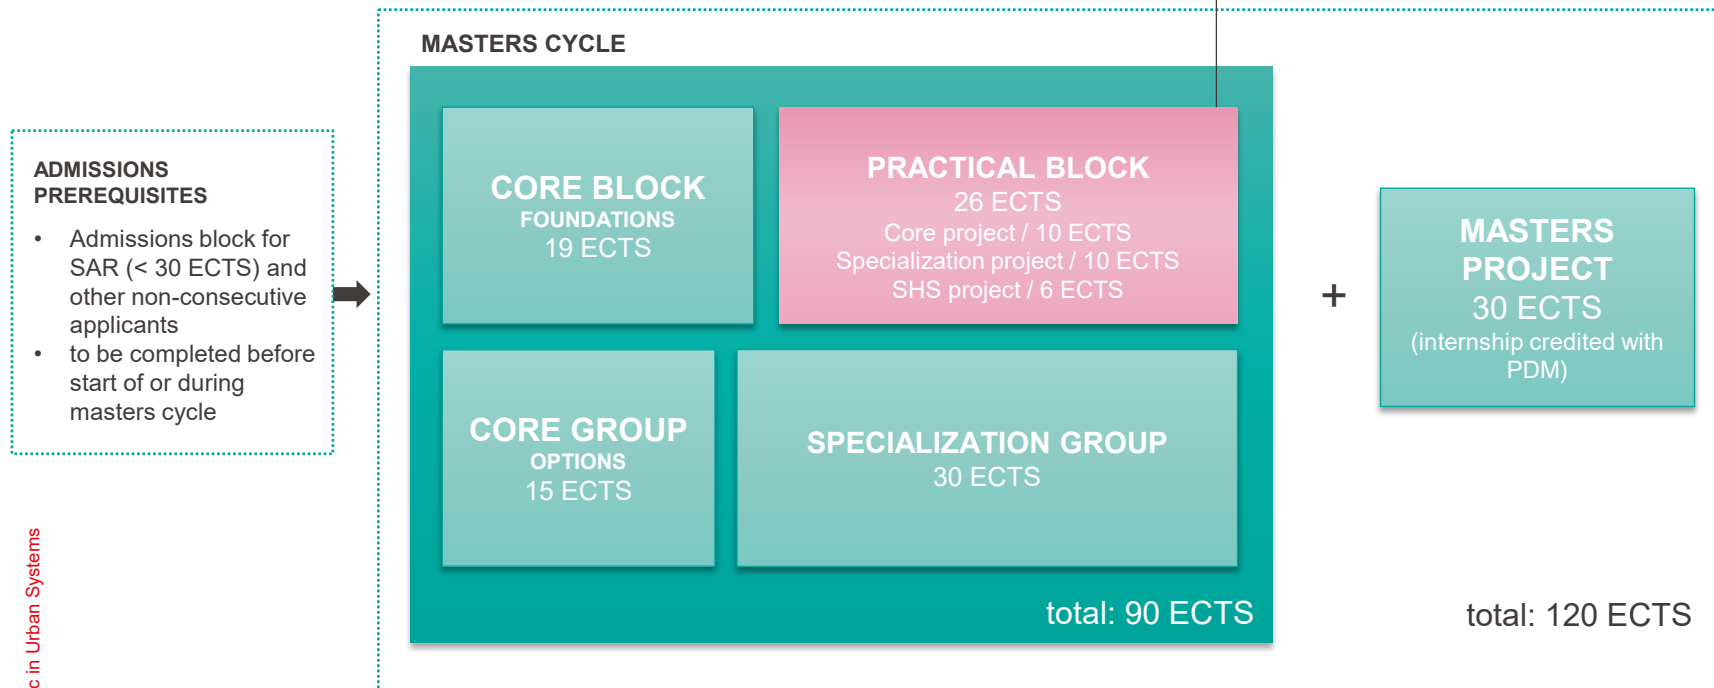 MASTERS CYCLE
ADMISSIONS
PREREQUISITES
• Admissions block for
SAR (< 30 ECTS) and
other non-consecutive
applicants
• to be completed before
start of or during
masters cycle
CORE BLOCK
FOUNDATIONS
19 ECTS
PRACTICAL BLOCK
26 ECTS
Core project / 10 ECTS
Specialization project / 10 ECTS
SHS project / 6 ECTS
CORE GROUP
OPTIONS
15 ECTS
SPECIALIZATION GROUP
30 ECTS
total: 90 ECTS
+
MASTERS
PROJECT
30 ECTS
(internship credited with
PDM)
total: 120 ECTS
c in Urban Systems